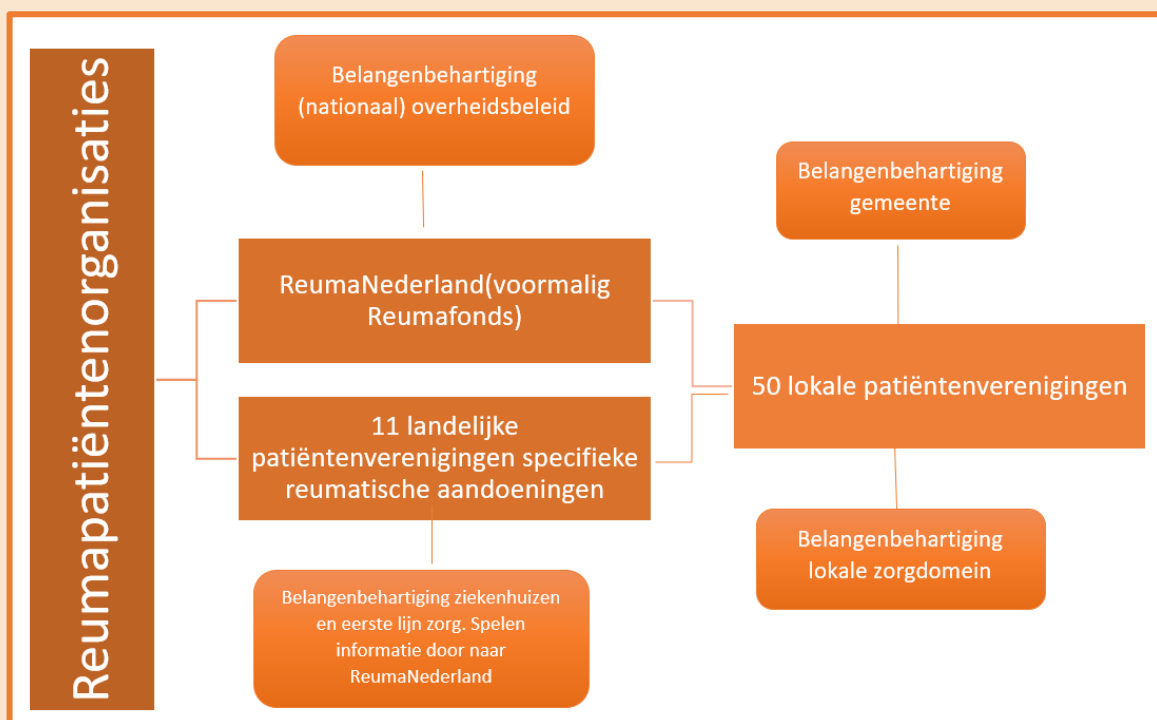 Reumapatiëntenorganisaties
Belangenbehartiging
(nationaal) overheidsbeleid
ReumaNederland(voormalig
Reumafonds)
11 landelijke
patiëntenverenigingen specifieke
reumatische aandoeningen
Belangenbehartiging ziekenhuizen
en eerste lijn zorg. Spelen
informatie door naar
ReumaNederland
Belangenbehartiging
gemeente
50 lokale patiëntenverenigingen
Belangenbehartiging
lokale zorgdomein